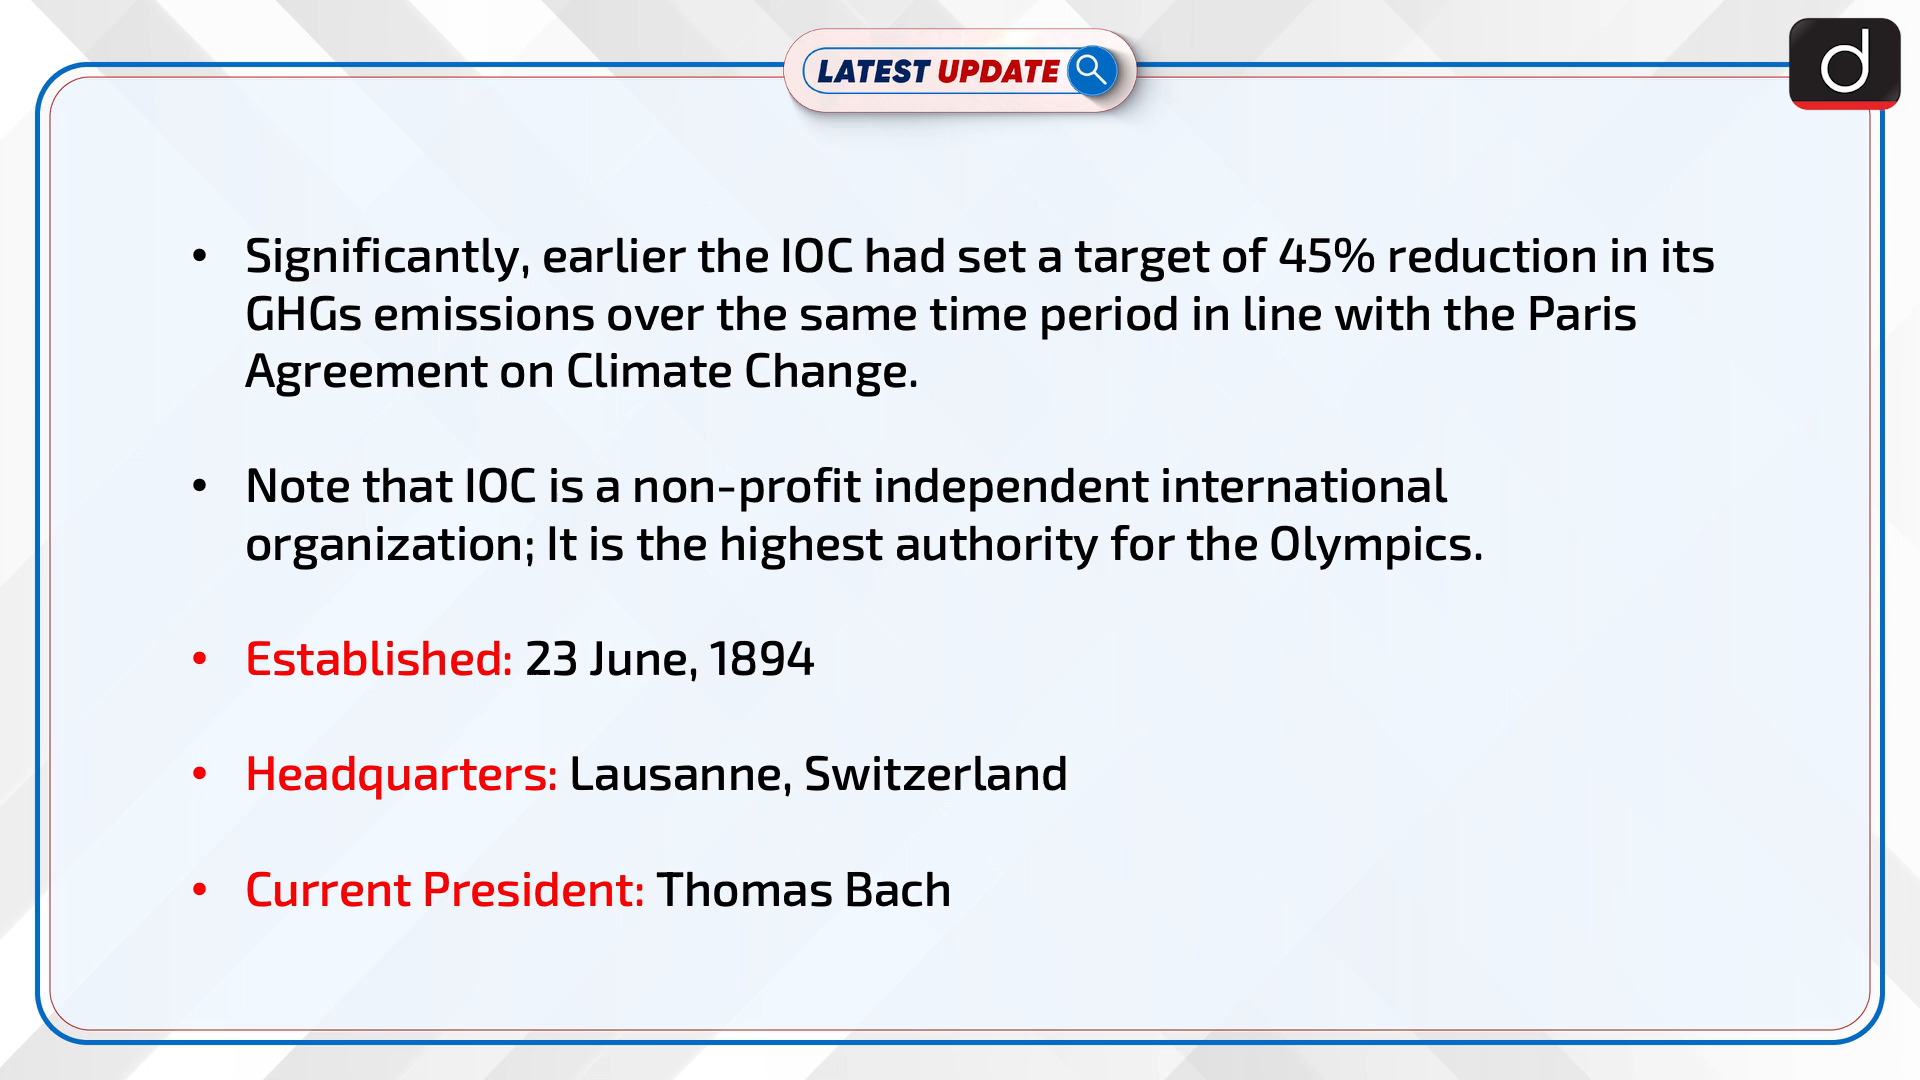 LATEST UPDATE
d
• Significantly, earlier the IOC had set a target of 45% reduction in its
GHGs emissions over the same time period in line with the Paris
Agreement on Climate Change.
• Note that IOC is a non-profit independent international
organization; It is the highest authority for the Olympics.
• Established: 23 June, 1894
• Headquarters: Lausanne, Switzerland
• Current President: Thomas Bach